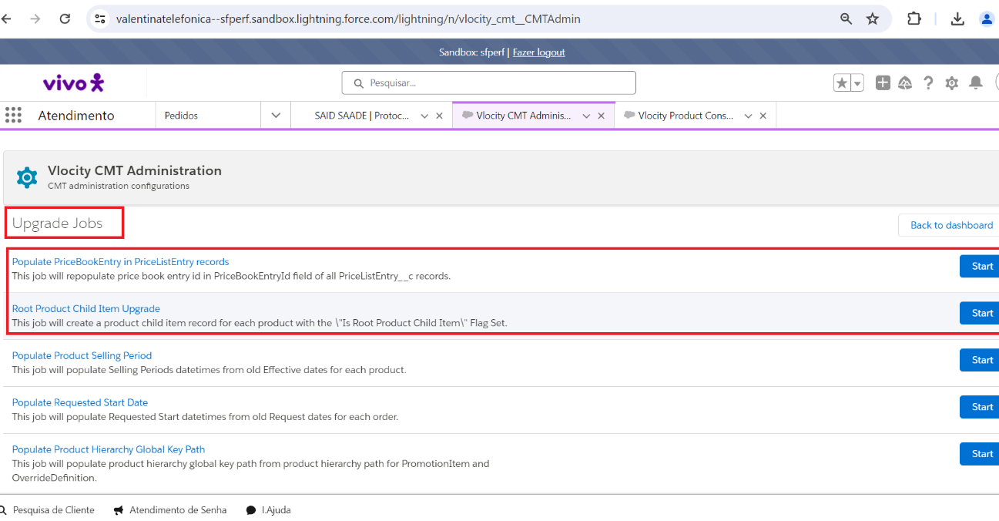 valentinatelefonica--sfperf.sandbox.lightning.force.com/lightning/n/vlocity_cmt__CMTAdmin
Sandbox: sfperf | Fazer logout
vivo
Pesquisar...
Atendimento
Pedidos
SAID SAADE | Protoc...
Vlocity CMT Adminis...
Vlocity Product Cons...
Vlocity CMT Administration
CMT administration configurations
Upgrade Jobs
Back to dashboard
Populate PriceBookEntry in PriceListEntry records
This job will repopulate price book entry id in PriceBookEntryId field of all PriceListEntry__c records.
Start
Root Product Child Item Upgrade
This job will create a product child item record for each product with the \"Is Root Product Child Item\" Flag Set.
Start
Populate Product Selling Period
This job will populate Selling Periods datetimes from old Effective dates for each product.
Start
Populate Requested Start Date
This job will populate Requested Start datetimes from old Request dates for each order.
Start
Populate Product Hierarchy Global Key Path
This job will populate product hierarchy global key path from product hierarchy path for PromotionItem and
OverrideDefinition.
Start
Pesquisa de Cliente
Atendimento de Senha
I.Ajuda